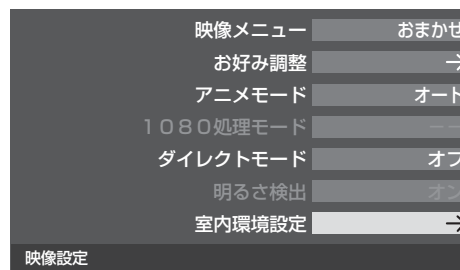 映像メニュー おまかせ
お好み調整 →
アニメモード オート
１０８０処理モード －－
ダイレクトモード オフ
明るさ検出 オン
室内環境設定 →
映像設定